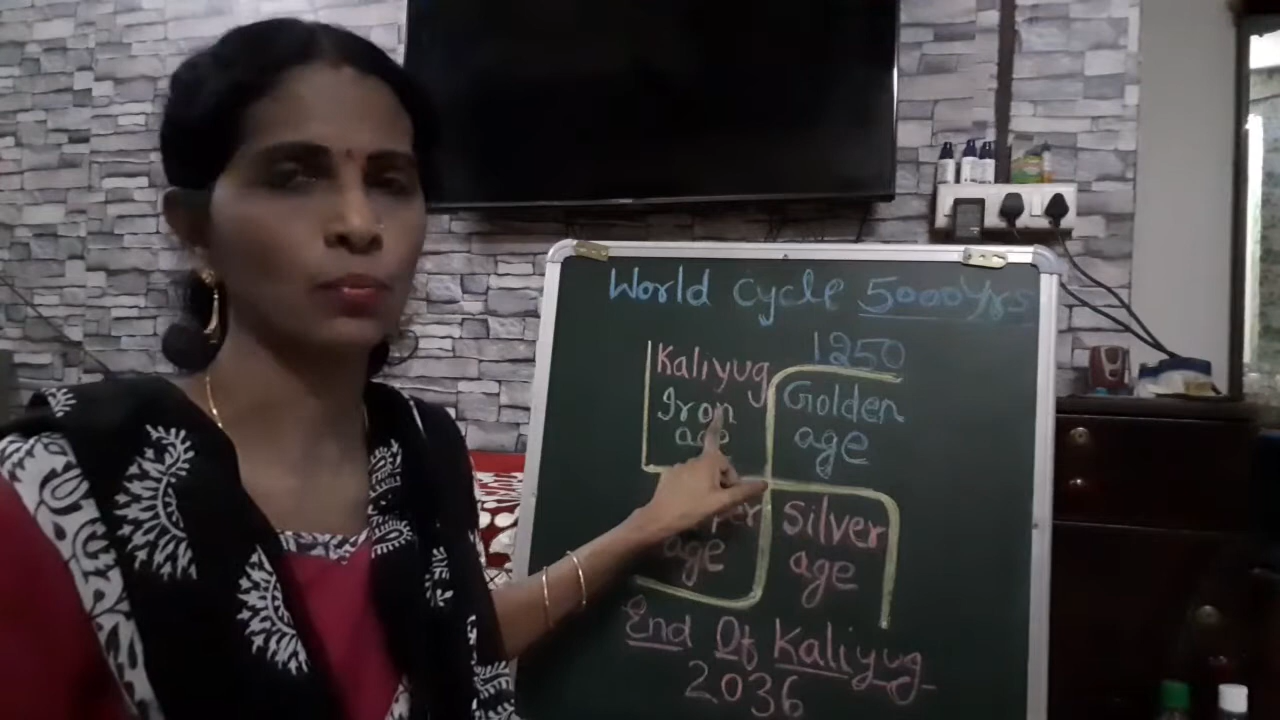 World Cycle 5000Yrs
1250
Kaliyug
Iron
age
Golden
age
Silver
age
age
End Of Kaliyug
2036